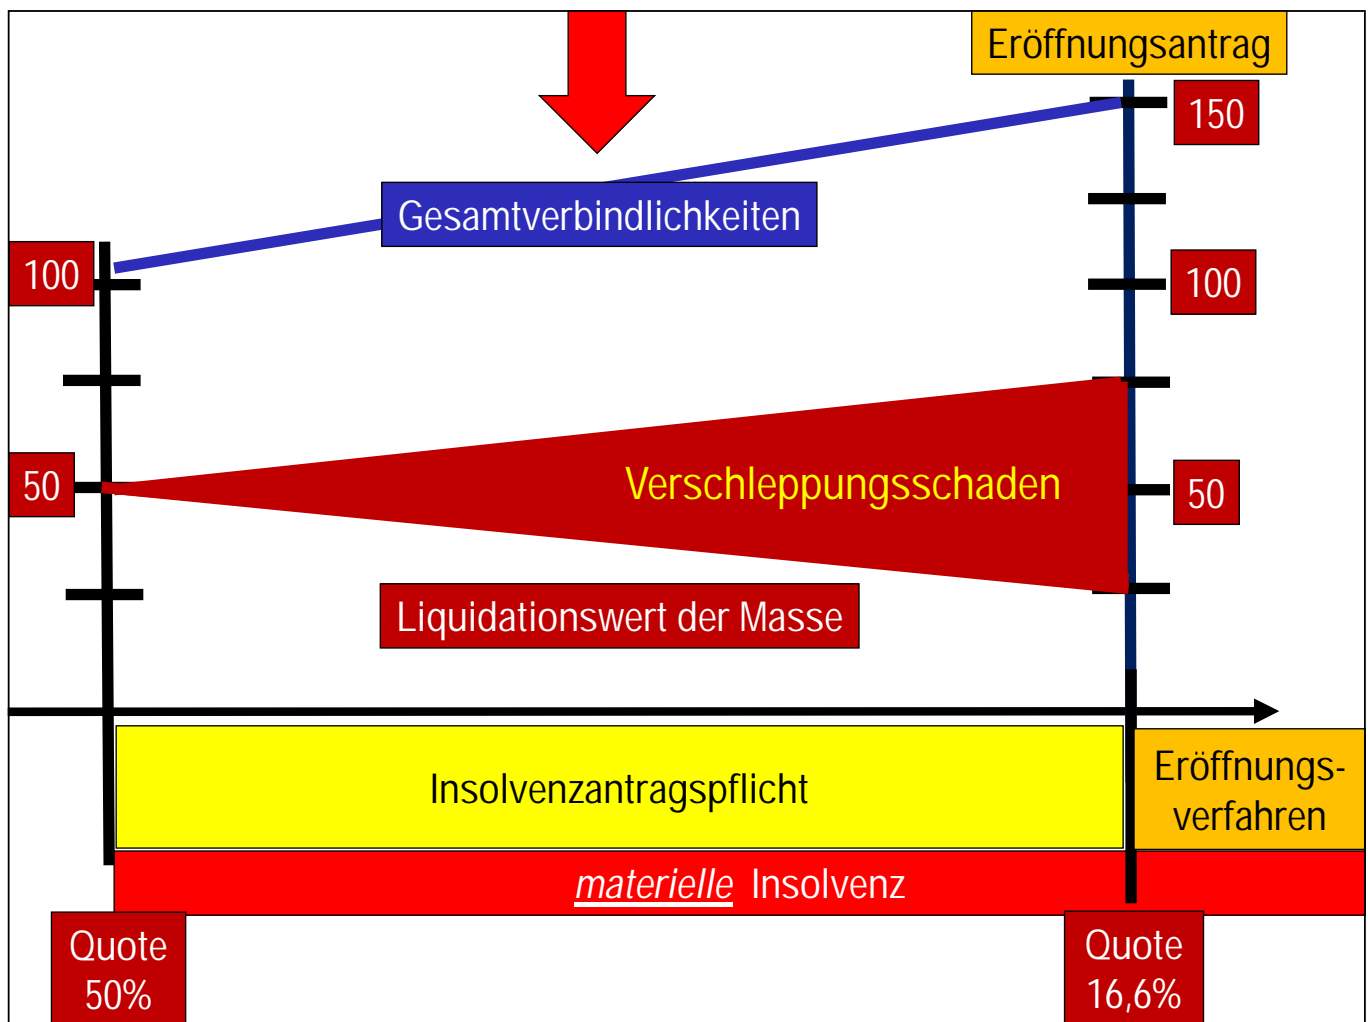 Eröffnungsantrag
150
Gesamtverbindlichkeiten
100
100
50
Verschleppungsschaden
50
Liquidationswert der Masse
Insolvenzantragspflicht
Eröffnungs-
verfahren
materielle Insolvenz
Quote
50%
Quote
16,6%